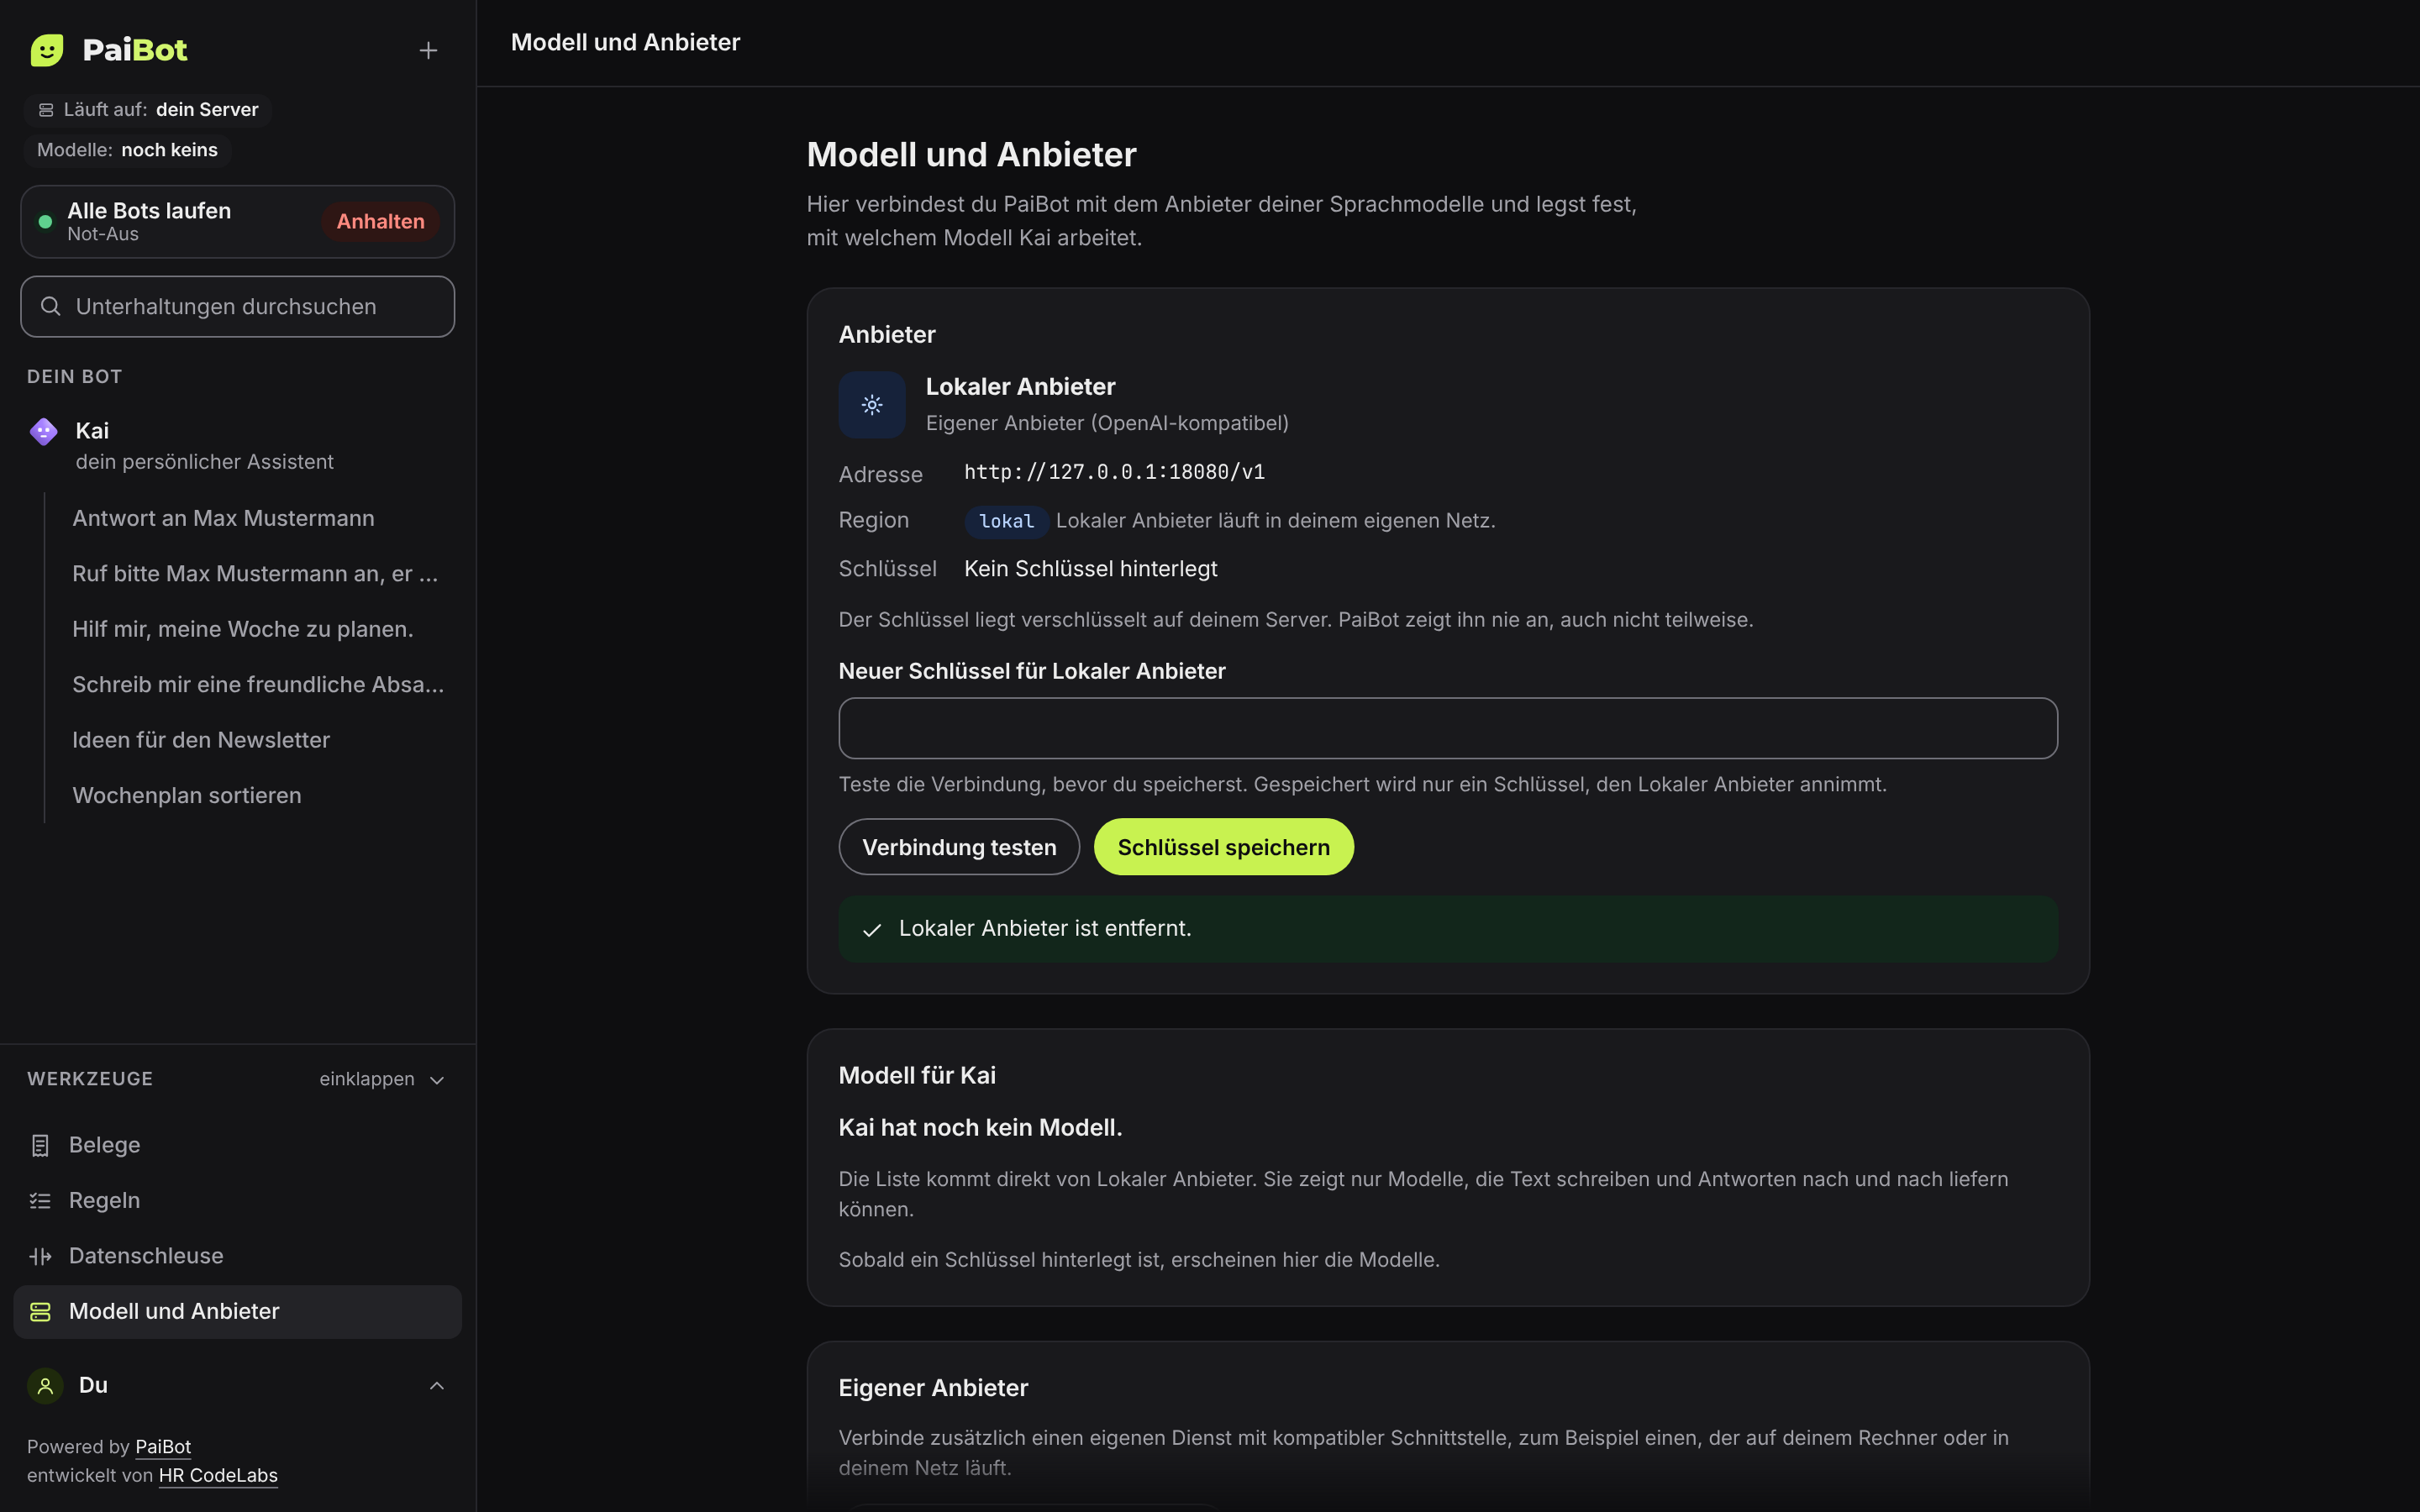 PaiBot
Läuft auf: dein Server
Modelle: noch keins
Alle Bots laufen
Not-Aus
Anhalten
Unterhaltungen durchsuchen
DEIN BOT
Kai
dein persönlicher Assistent
Antwort an Max Mustermann
Ruf bitte Max Mustermann an, er ...
Hilf mir, meine Woche zu planen.
Schreib mir eine freundliche Absa...
Ideen für den Newsletter
Wochenplan sortieren
WERKZEUGE
einklappen
Belege
Regeln
Datenschleuse
Modell und Anbieter
Du
Powered by PaiBot
entwickelt von HR CodeLabs
Modell und Anbieter
Modell und Anbieter
Hier verbindest du PaiBot mit dem Anbieter deiner Sprachmodelle und legst fest,
mit welchem Modell Kai arbeitet.
Anbieter
Lokaler Anbieter
Eigener Anbieter (OpenAI-kompatibel)
Adresse http://127.0.0.1:18080/v1
Region lokal Lokaler Anbieter läuft in deinem eigenen Netz.
Schlüssel Kein Schlüssel hinterlegt
Der Schlüssel liegt verschlüsselt auf deinem Server. PaiBot zeigt ihn nie an, auch nicht teilweise.
Neuer Schlüssel für Lokaler Anbieter
Teste die Verbindung, bevor du speicherst. Gespeichert wird nur ein Schlüssel, den Lokaler Anbieter annimmt.
Verbindung testen
Schlüssel speichern
Lokaler Anbieter ist entfernt.
Modell für Kai
Kai hat noch kein Modell.
Die Liste kommt direkt von Lokaler Anbieter. Sie zeigt nur Modelle, die Text schreiben und Antworten nach und nach liefern
können.
Sobald ein Schlüssel hinterlegt ist, erscheinen hier die Modelle.
Eigener Anbieter
Verbinde zusätzlich einen eigenen Dienst mit kompatibler Schnittstelle, zum Beispiel einen, der auf deinem Rechner oder in
deinem Netz läuft.